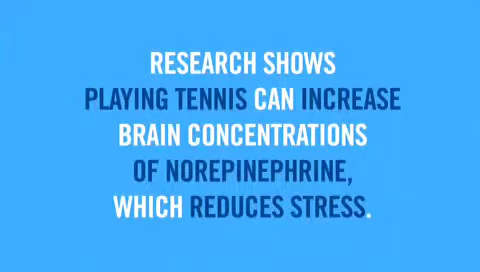 RESEARCH SHOWS
PLAYING TENNIS CAN INCREASE
BRAIN CONCENTRATIONS
OF NOREPINEPHRINE,
WHICH REDUCES STRESS.